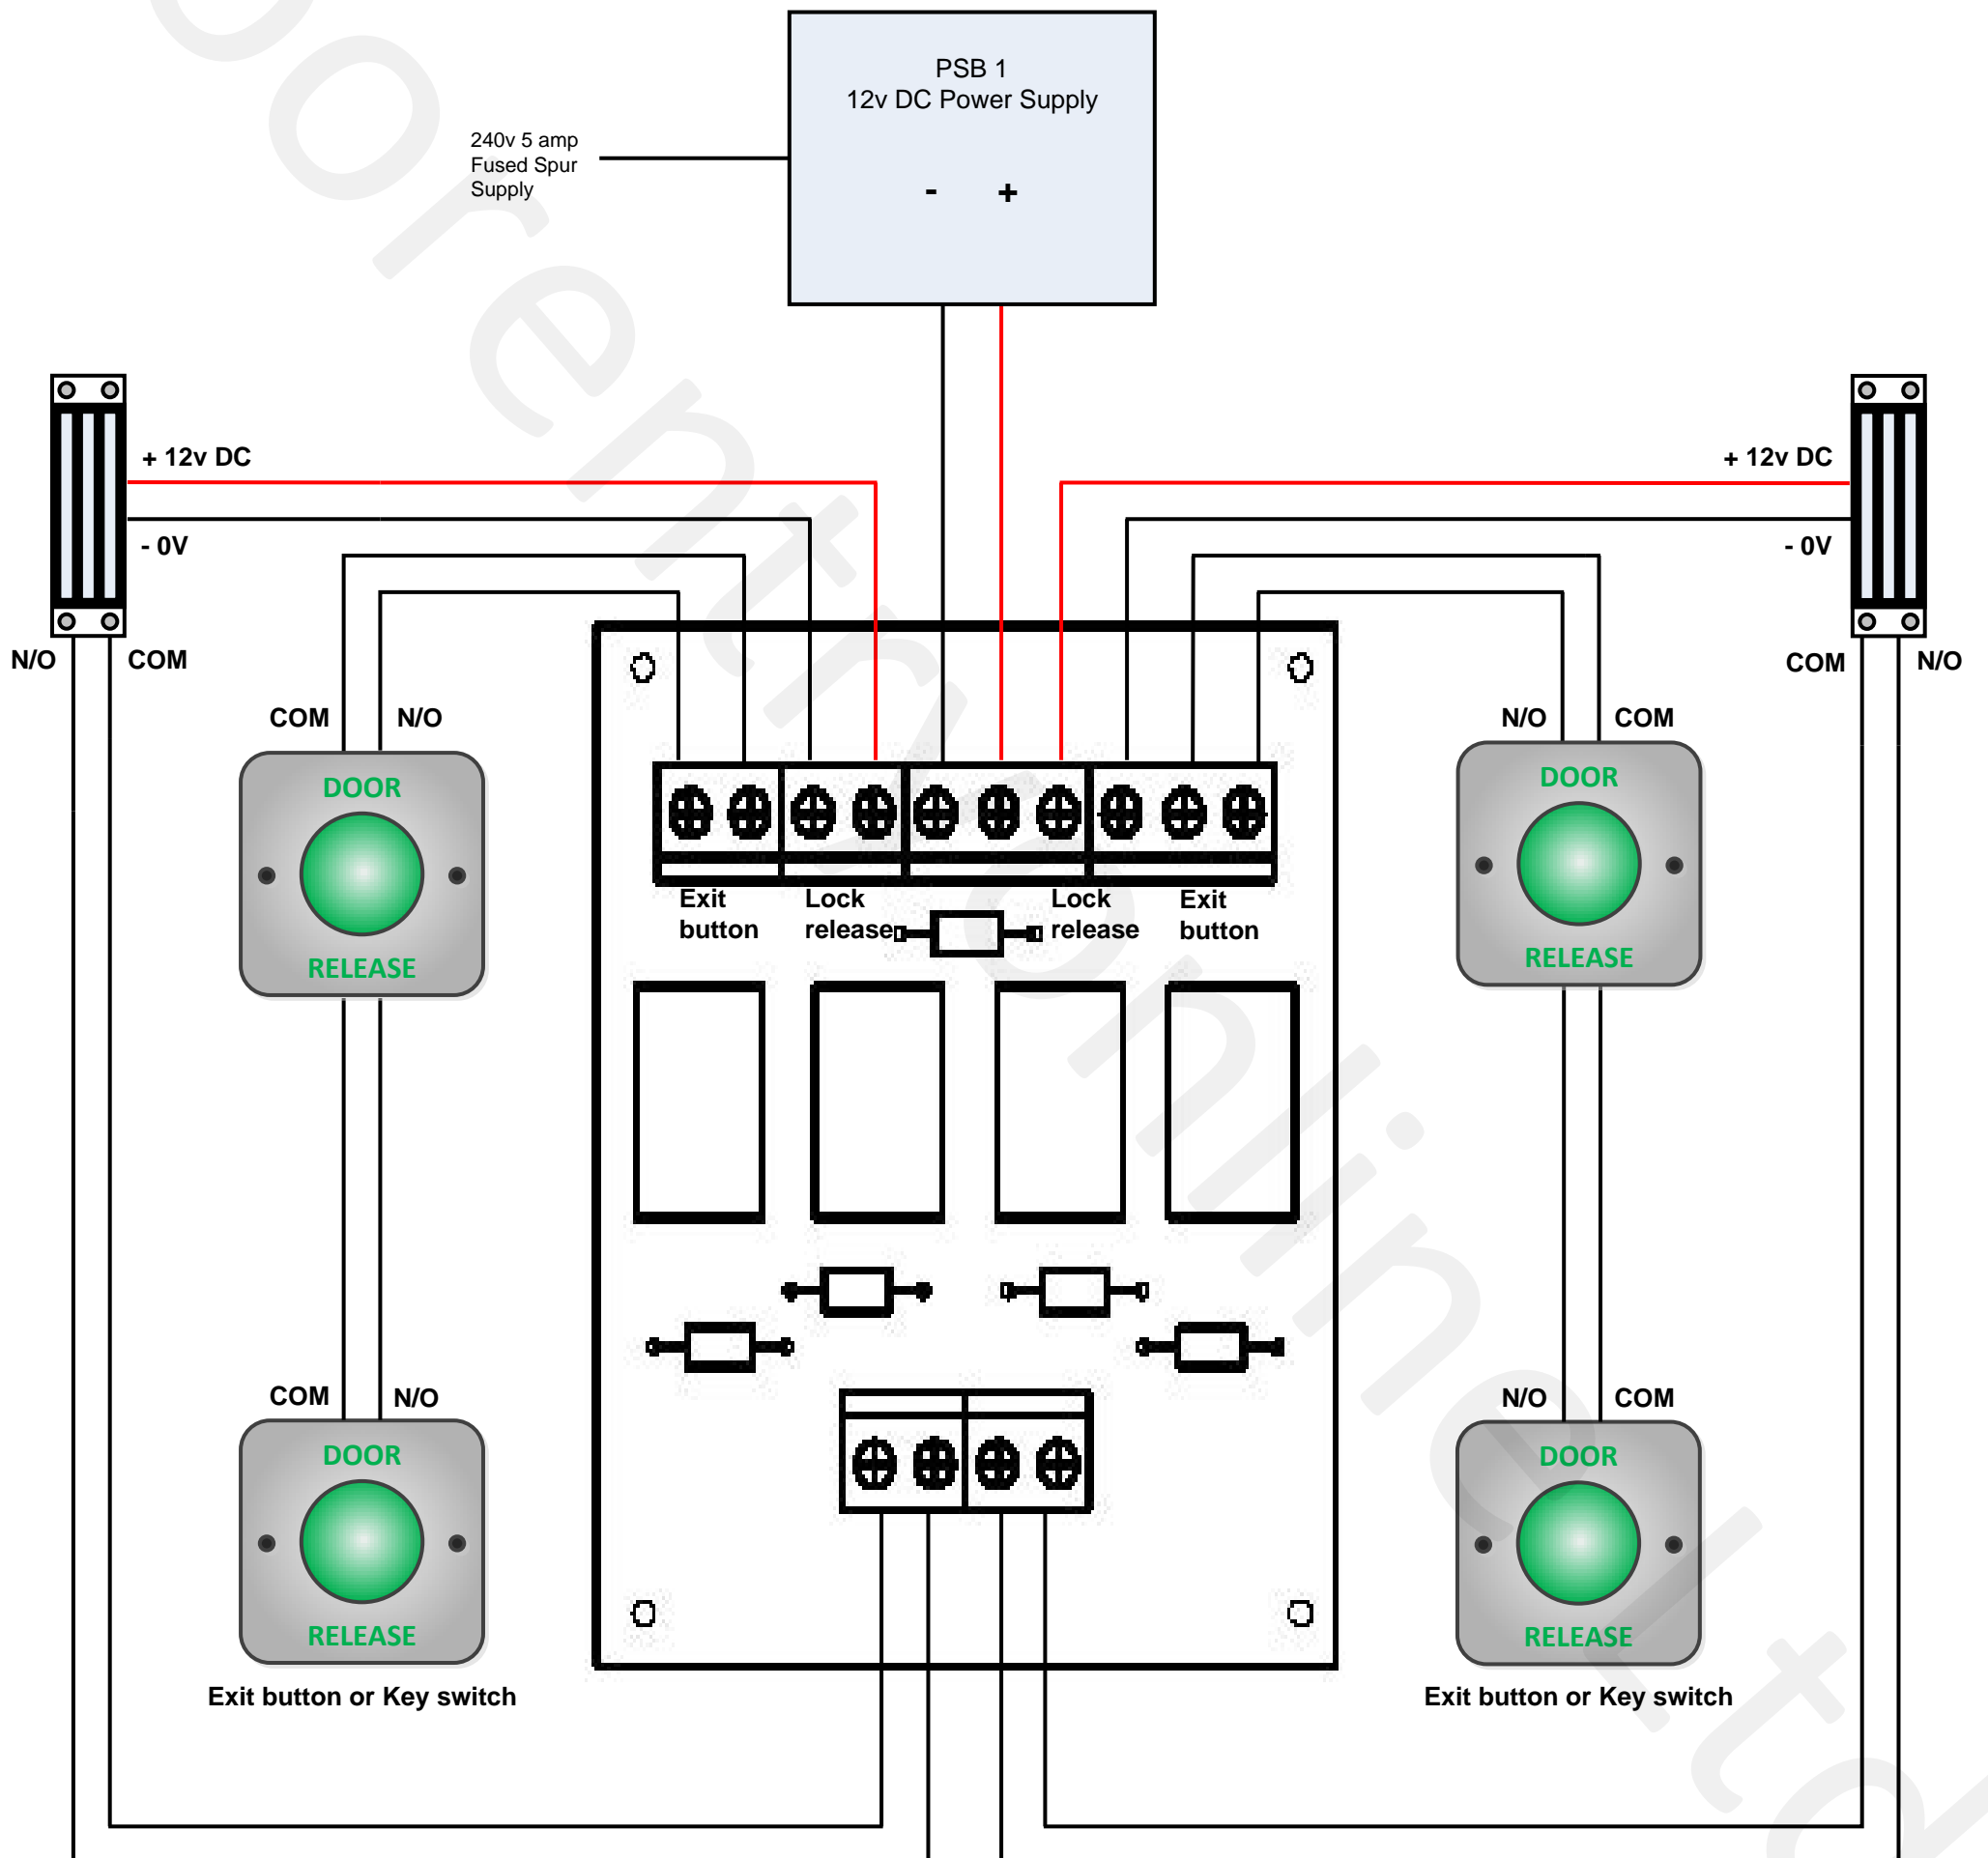 PSB 1
12v DC Power Supply
- +
240v 5 amp
Fused Spur
Supply
+ 12v DC
- 0V
+ 12v DC
- 0V
N/O COM
COM N/O
COM N/O
N/O COM
DOOR
RELEASE
DOOR
RELEASE
Exit
button
Lock
release
Lock
release
Exit
button
COM N/O
N/O COM
DOOR
RELEASE
DOOR
RELEASE
Exit button or Key switch
Exit button or Key switch
doorentryonline Ltd